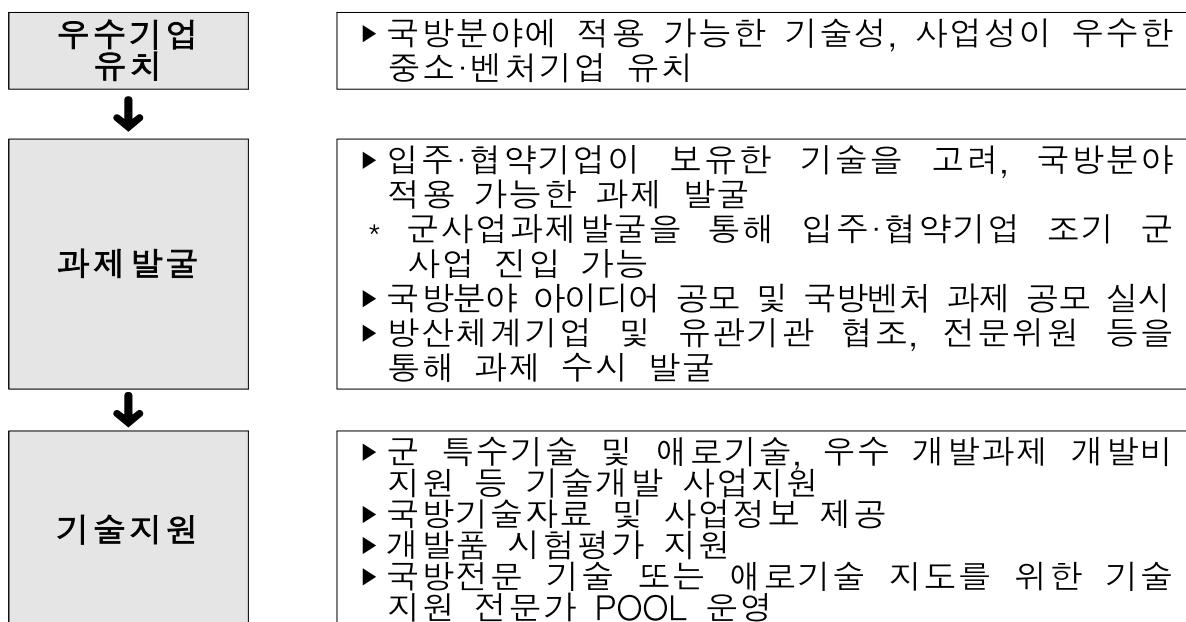 우수기업
유치
▶국방분야에 적용 가능한 기술성, 사업성이 우수한
중소·벤처기업 유치
과제발굴
▶입주·협약기업이 보유한 기술을 고려, 국방분야
적용 가능한 과제 발굴
* 군사업과제발굴을 통해 입주·협약기업 조기 군
사업 진입 가능
▶국방분야 아이디어 공모 및 국방벤처 과제 공모 실시
▶방산체계기업 및 유관기관 협조, 전문위원 등을
통해 과제 수시 발굴
기술지원
▶군 특수기술 및 애로기술, 우수 개발과제 개발비
지원 등 기술개발 사업지원
▶국방기술자료 및 사업정보 제공
▶개발품 시험평가 지원
▶국방전문 기술 또는 애로기술 지도를 위한 기술
지원 전문가 POOL 운영